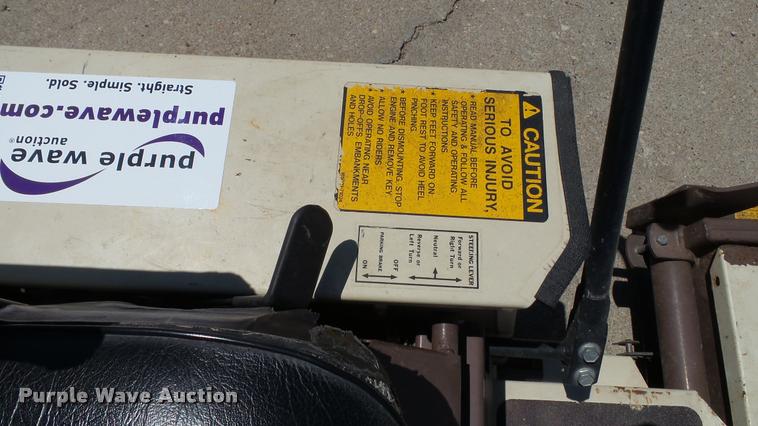 Straight. Simple. Sold.
purplewave.com
purple wave®
auction
CAUTION
TO AVOID
SERIOUS INJURY,
• READ MANUAL BEFORE
OPERATING & FOLLOW ALL
SAFETY AND OPERATING
INSTRUCTIONS
• KEEP FEET FORWARD ON
FOOT REST TO AVOID HEEL
PINCHING.
• BEFORE DISMOUNTING, STOP
ENGINE AND REMOVE KEY
• ALLOW NO RIDERS
• AVOID OPERATING NEAR
DROP-OFFS, EMBANKMENTS
AND HOLES
STEERING LEVER
Forward or
Right Turn
Neutral
Reverse or
Left Turn
OFF
PARKING BRAKE
ON
Purple Wave Auction